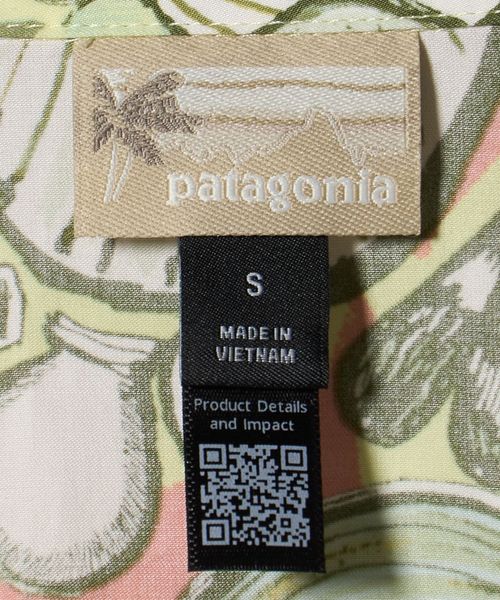 patagonia
S
MADE IN
VIETNAM
Product Details
and Impact